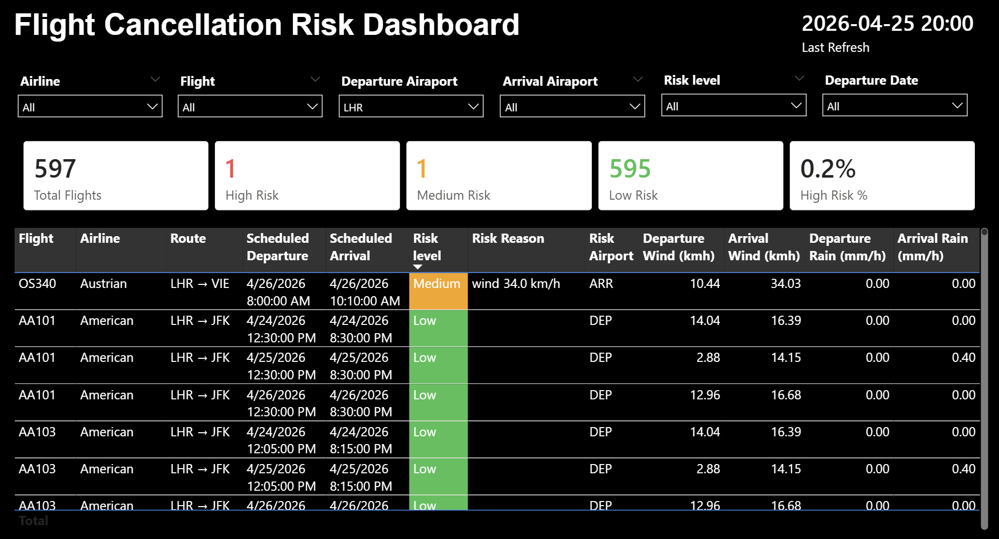 Flight Cancellation Risk Dashboard
2026-04-25 20:00
Last Refresh
Airline
Flight
Departure Airaport
Arrival Airaport
Risk level
Departure Date
All
All
LHR
All
All
All
597
Total Flights
1
High Risk
1
Medium Risk
595
Low Risk
0.2%
High Risk %
Flight Airline Route Scheduled Departure Scheduled Arrival Risk level Risk Reason Risk Airport Departure Wind (kmh) Arrival Wind (kmh) Departure Rain (mm/h) Arrival Rain (mm/h)
OS340 Austrian LHR → VIE 4/26/2026 4/26/2026 Medium wind 34.0 km/h ARR 10.44 34.03 0.00 0.00
8:00:00 AM 10:10:00 AM
AA101 American LHR → JFK 4/24/2026 4/24/2026 Low DEP 14.04 16.39 0.00 0.00
12:30:00 PM 8:30:00 PM
AA101 American LHR → JFK 4/25/2026 4/25/2026 Low DEP 2.88 14.15 0.00 0.40
12:30:00 PM 8:30:00 PM
AA101 American LHR → JFK 4/26/2026 4/26/2026 Low DEP 12.96 16.68 0.00 0.00
12:30:00 PM 8:30:00 PM
AA103 American LHR → JFK 4/24/2026 4/24/2026 Low DEP 14.04 16.39 0.00 0.00
12:05:00 PM 8:15:00 PM
AA103 American LHR → JFK 4/25/2026 4/25/2026 Low DEP 2.88 14.15 0.00 0.40
12:05:00 PM 8:15:00 PM
AA103 American LHR → JFK 4/26/2026 4/26/2026 Low DEP 12.96 16.68 0.00 0.00
Total